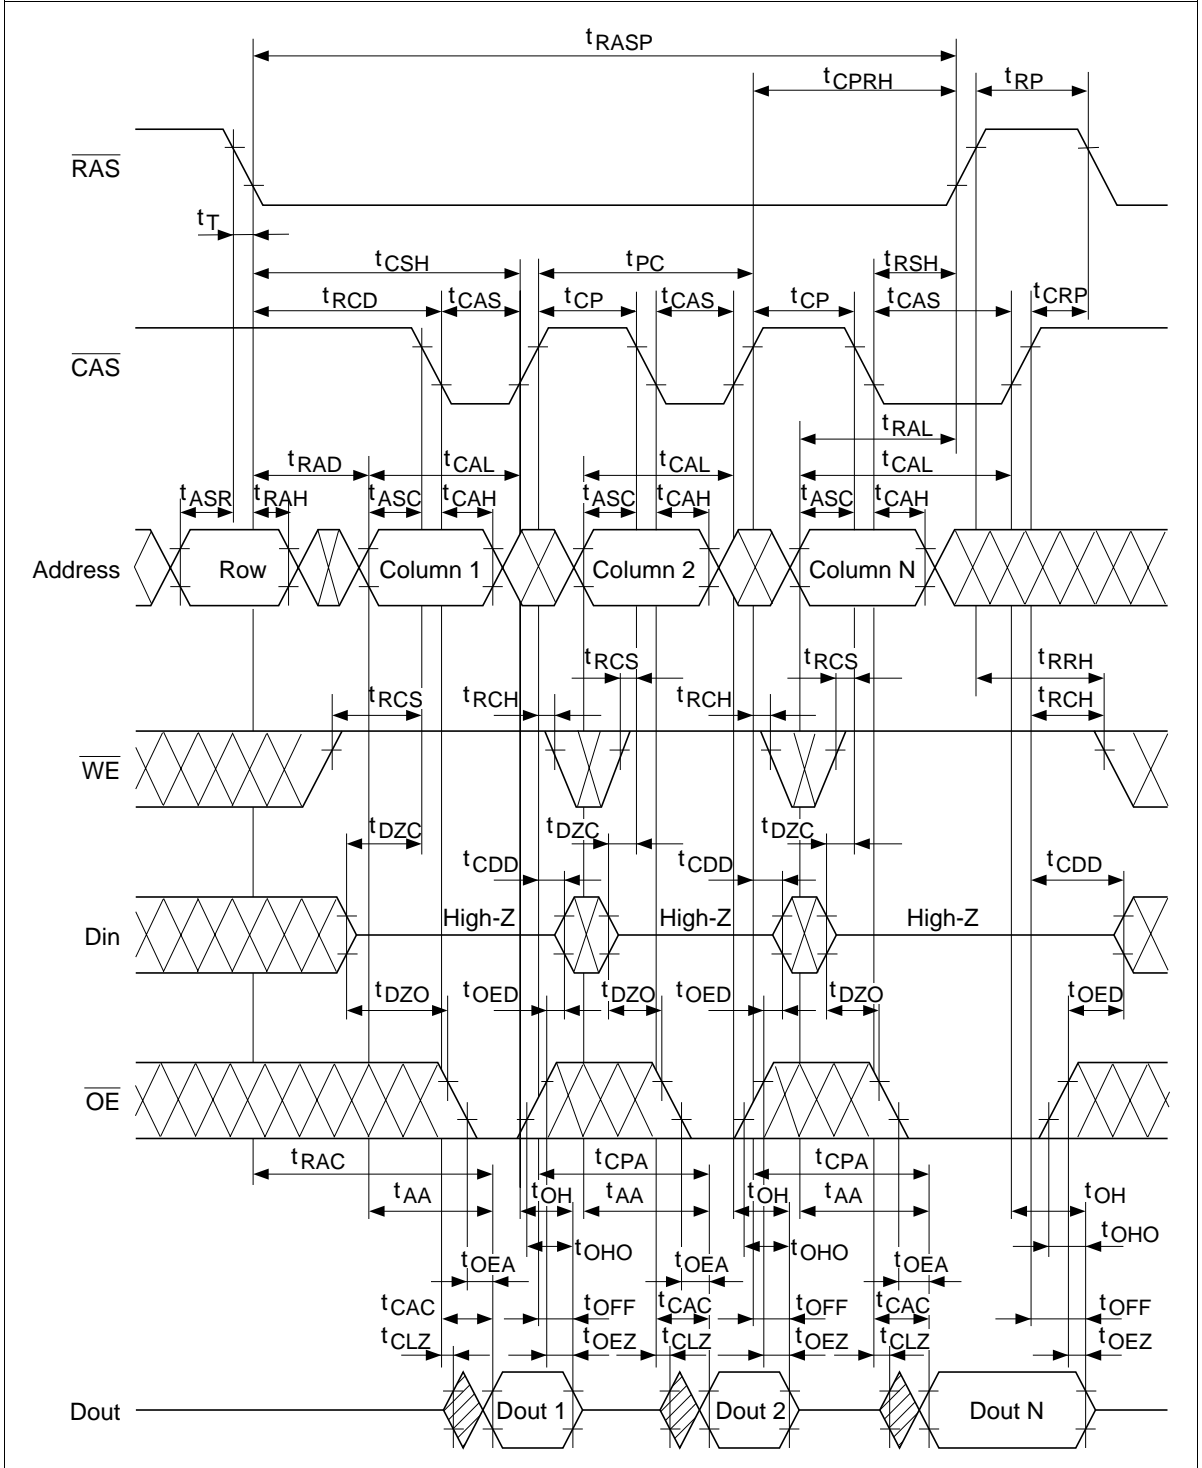 tRASP
tCPRH tRP
RAS
tT
tCSH tPC tRSH
tRCD tCAS tCP tCAS tCP tCAS tCRP
CAS
tRAL
tRAD tCAL tCAL tCAL
tASR tRAH tASC tCAH tASC tCAH tASC tCAH
Address Row Column 1 Column 2 Column N
tRCS tRCS tRRH
tRCS tRCH tRCH tRCH
WE
tDZC tDZC tDZC
tCDD tCDD tCDD
High-Z High-Z High-Z
Din
tDZO tOED tDZO tOED tDZO tOED
OE
tRAC tCPA tCPA
tAA tOH tAA tOH tAA tOH
tOHO tOHO tOHO
tOEA tOEA tOEA
tCAC tOFF tCAC tOFF tCAC tOFF
tCLZ tOEZ tCLZ tOEZ tCLZ tOEZ
Dout Dout 1 Dout 2 Dout N